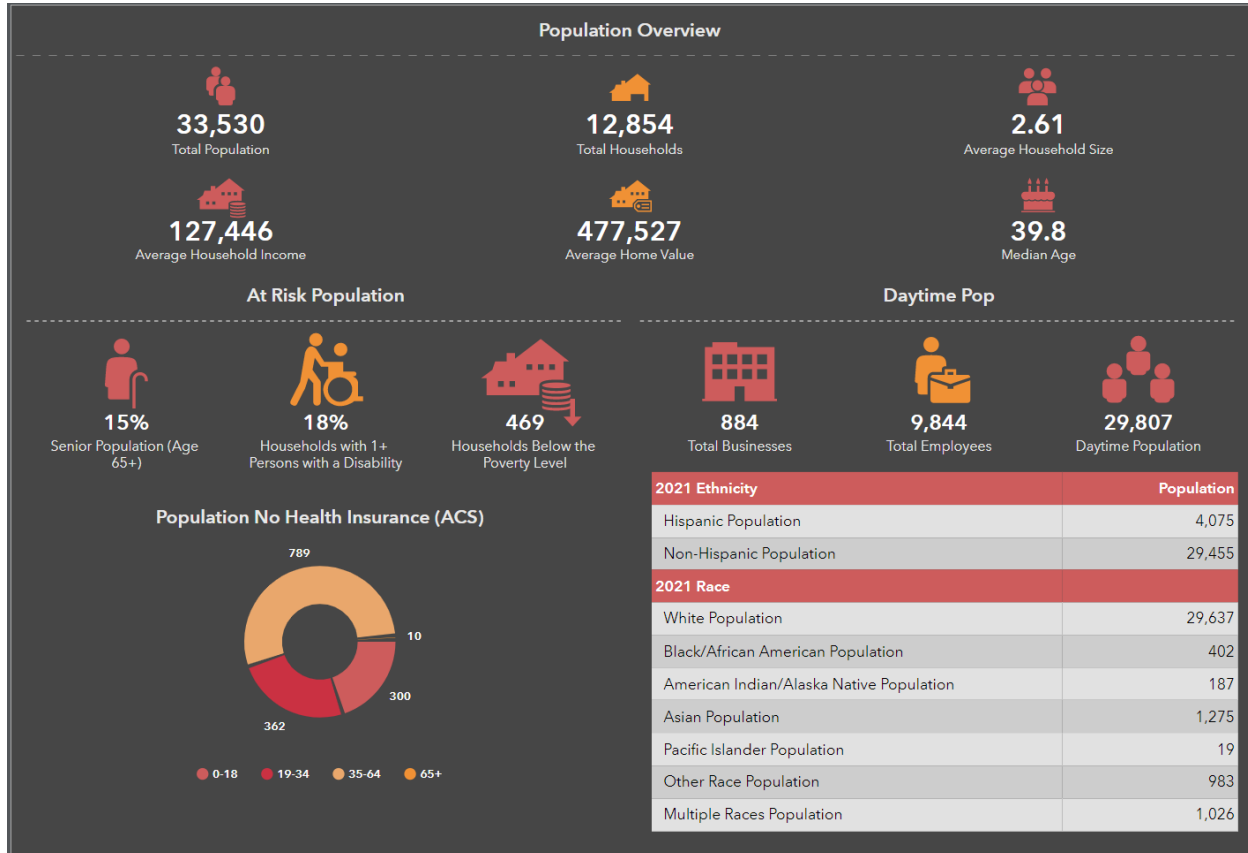 Population Overview
33,530
Total Population
12,854
Total Households
2.61
Average Household Size
127,446
Average Household Income
477,527
Average Home Value
39.8
Median Age
At Risk Population
15%
Senior Population (Age
65+)
18%
Households with 1+
Persons with a Disability
469
Households Below the
Poverty Level
Daytime Pop
884
Total Businesses
9,844
Total Employees
29,807
Daytime Population
Population No Health Insurance (ACS)
789
10
300
362
0-18 19-34 35-64 65+
2021 Ethnicity Population
Hispanic Population 4,075
Non-Hispanic Population 29,455
2021 Race
White Population 29,637
Black/African American Population 402
American Indian/Alaska Native Population 187
Asian Population 1,275
Pacific Islander Population 19
Other Race Population 983
Multiple Races Population 1,026